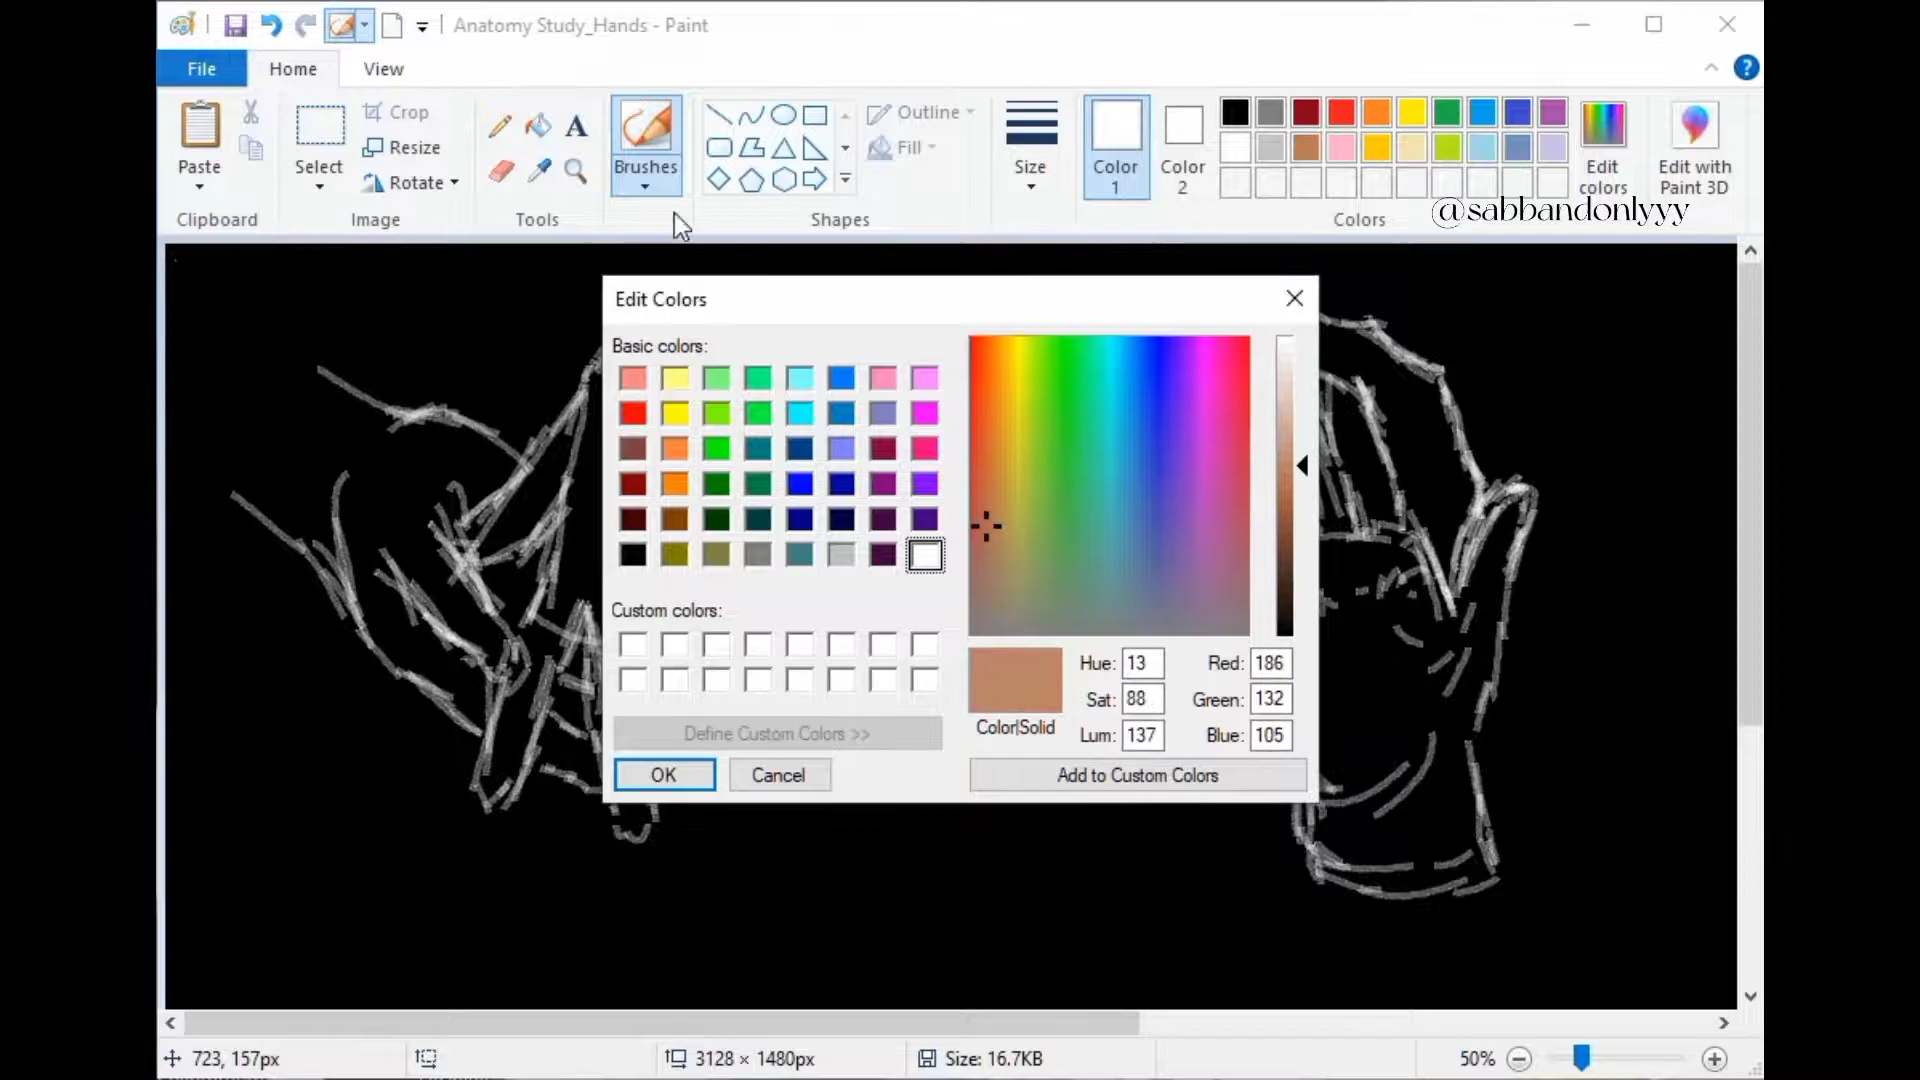 Anatomy Study_Hands - Paint
File Home View
Paste
Clipboard
Select
Crop
Resize
Rotate
Image
A
Tools
Brushes
Outline
Fill
Shapes
Size
Color
1
Color
2
Edit
colors
Edit with
Paint 3D
Colors
@sabbandonlyyy
Edit Colors
Basic colors:
Custom colors:
Define Custom Colors >>
OK Cancel
Color|Solid
Hue: 13 Red: 186
Sat: 88 Green: 132
Lum: 137 Blue: 105
Add to Custom Colors
723, 157px 3128 × 1480px Size: 16.7KB 50%